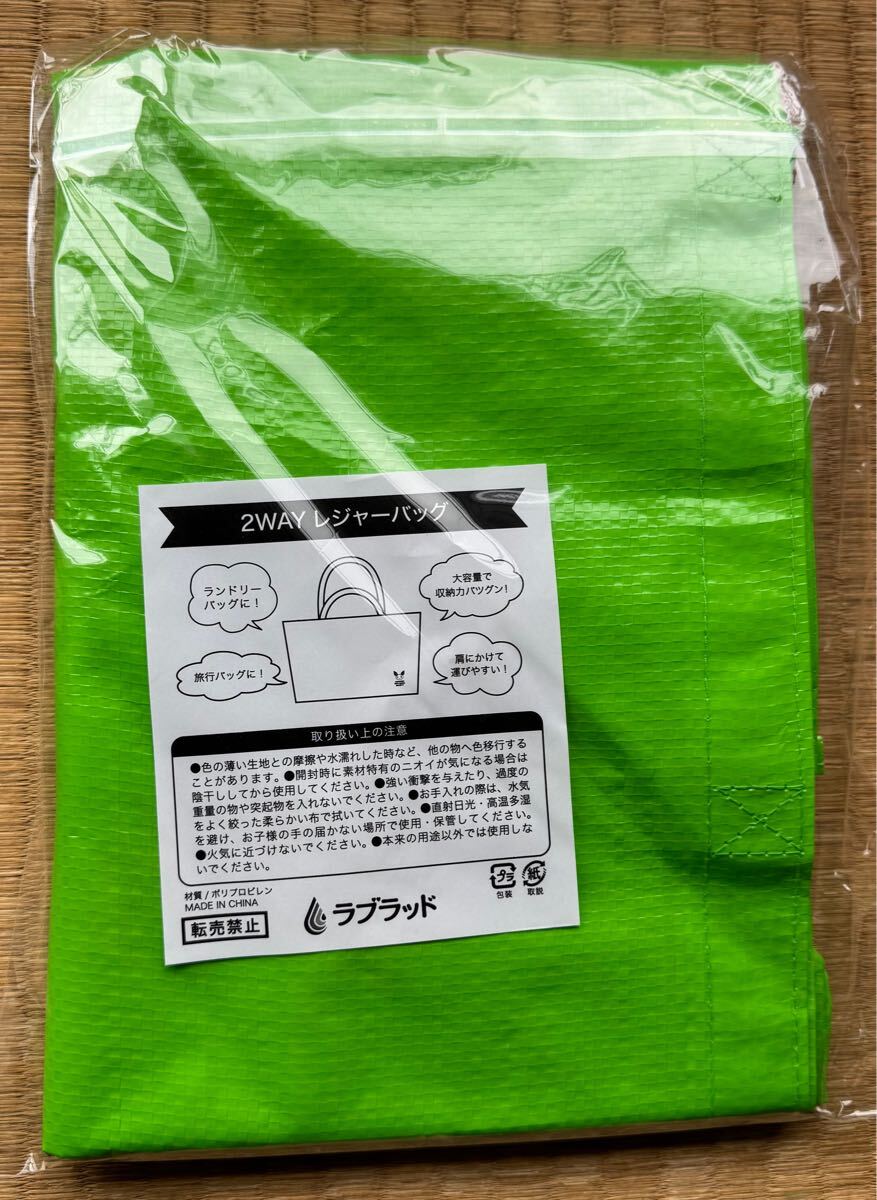 2WAY レジャーバッグ
ランドリー
バッグに！
大容量で
収納力バツグン！
旅行バッグに！
肩にかけて
運びやすい！
取り扱い上の注意
●色の薄い生地との摩擦や水濡れした時など、他の物へ色移行する
ことがあります。●開封時に素材特有のニオイが気になる場合は
陰干ししてから使用してください。●強い衝撃を与えたり、過度の
重量の物や突起物を入れないでください。●お手入れの際は、水気
をよく絞った柔らかい布で拭いてください。●直射日光・高温多湿
を避け、お子様の手の届かない場所で使用・保管してください。
●火気に近づけないでください。●本来の用途以外では使用しな
いでください。
材質 / ポリプロピレン
MADE IN CHINA
転売禁止
ラブラッド
プラ
包装
紙
取説